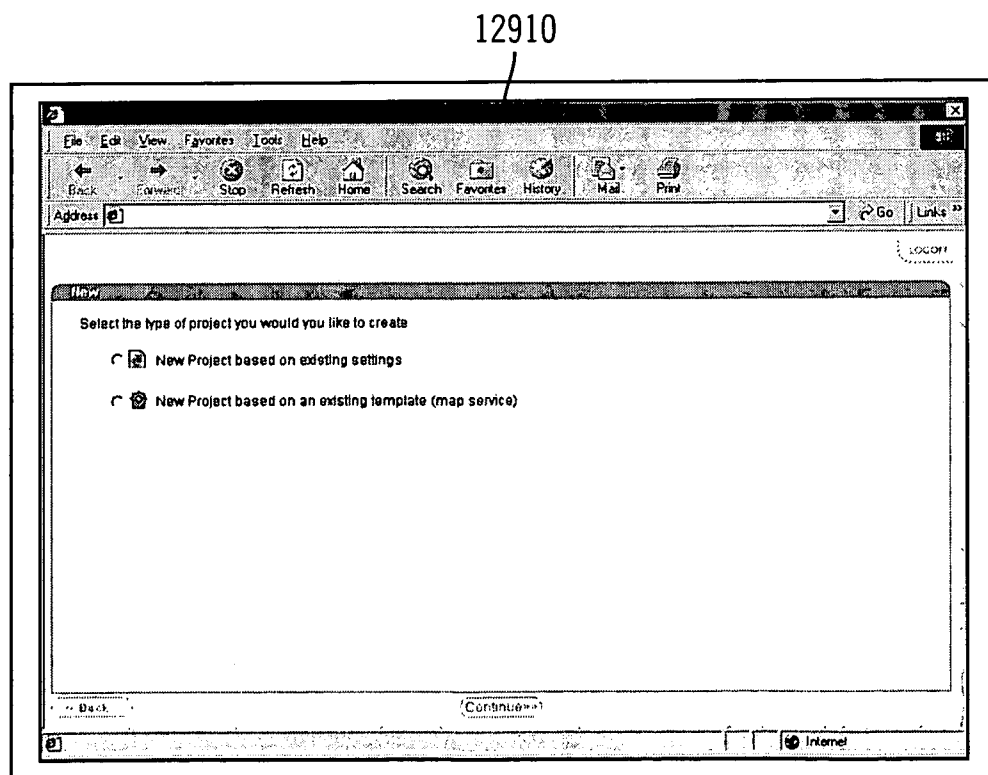 12910
File Edit View Favorites Tools Help
Back Forward Stop Refresh Home Search Favorites History Mail Print
Address Go Links »
LOGOFF
New
Select the type of project you would you like to create
New Project based on existing settings
New Project based on an existing template (map service)
Back Continue>>
Internet